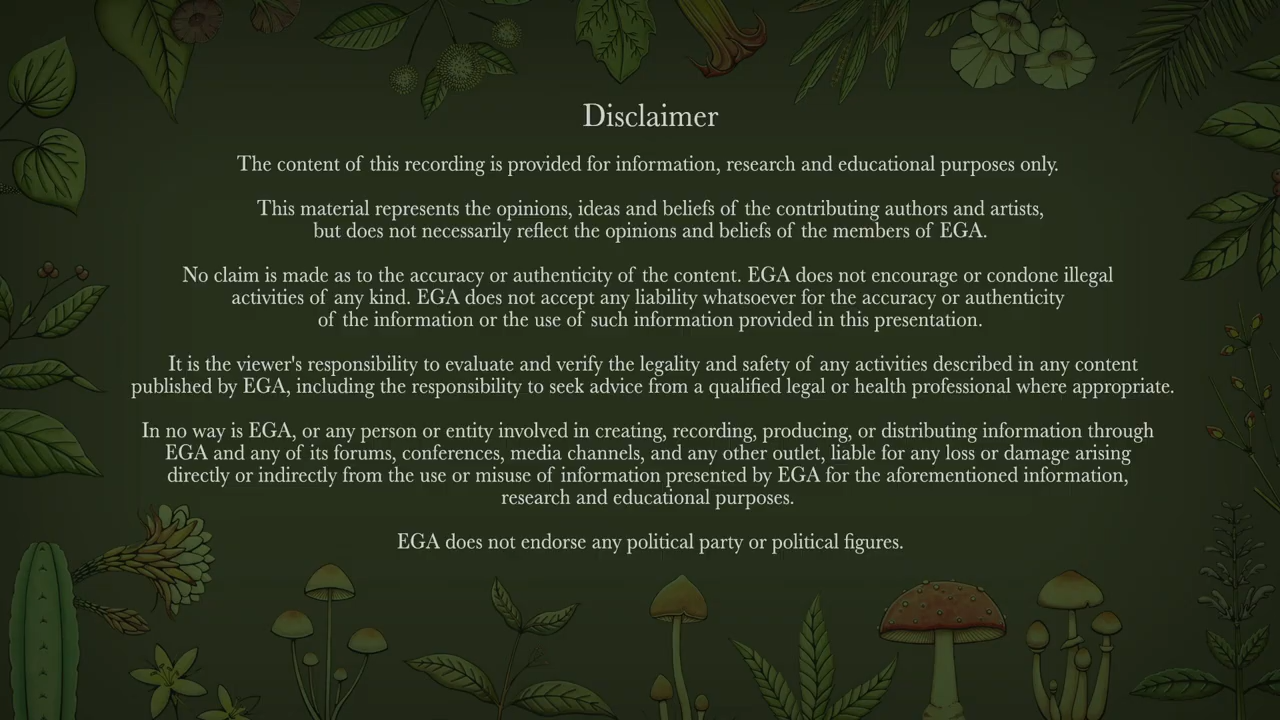 Disclaimer
The content of this recording is provided for information, research and educational purposes only.
This material represents the opinions, ideas and beliefs of the contributing authors and artists,
but does not necessarily reflect the opinions and beliefs of the members of EGA.
No claim is made as to the accuracy or authenticity of the content. EGA does not encourage or condone illegal
activities of any kind. EGA does not accept any liability whatsoever for the accuracy or authenticity
of the information or the use of such information provided in this presentation.
It is the viewer's responsibility to evaluate and verify the legality and safety of any activities described in any content
published by EGA, including the responsibility to seek advice from a qualified legal or health professional where appropriate.
In no way is EGA, or any person or entity involved in creating, recording, producing, or distributing information through
EGA and any of its forums, conferences, media channels, and any other outlet, liable for any loss or damage arising
directly or indirectly from the use or misuse of information presented by EGA for the aforementioned information,
research and educational purposes.
EGA does not endorse any political party or political figures.